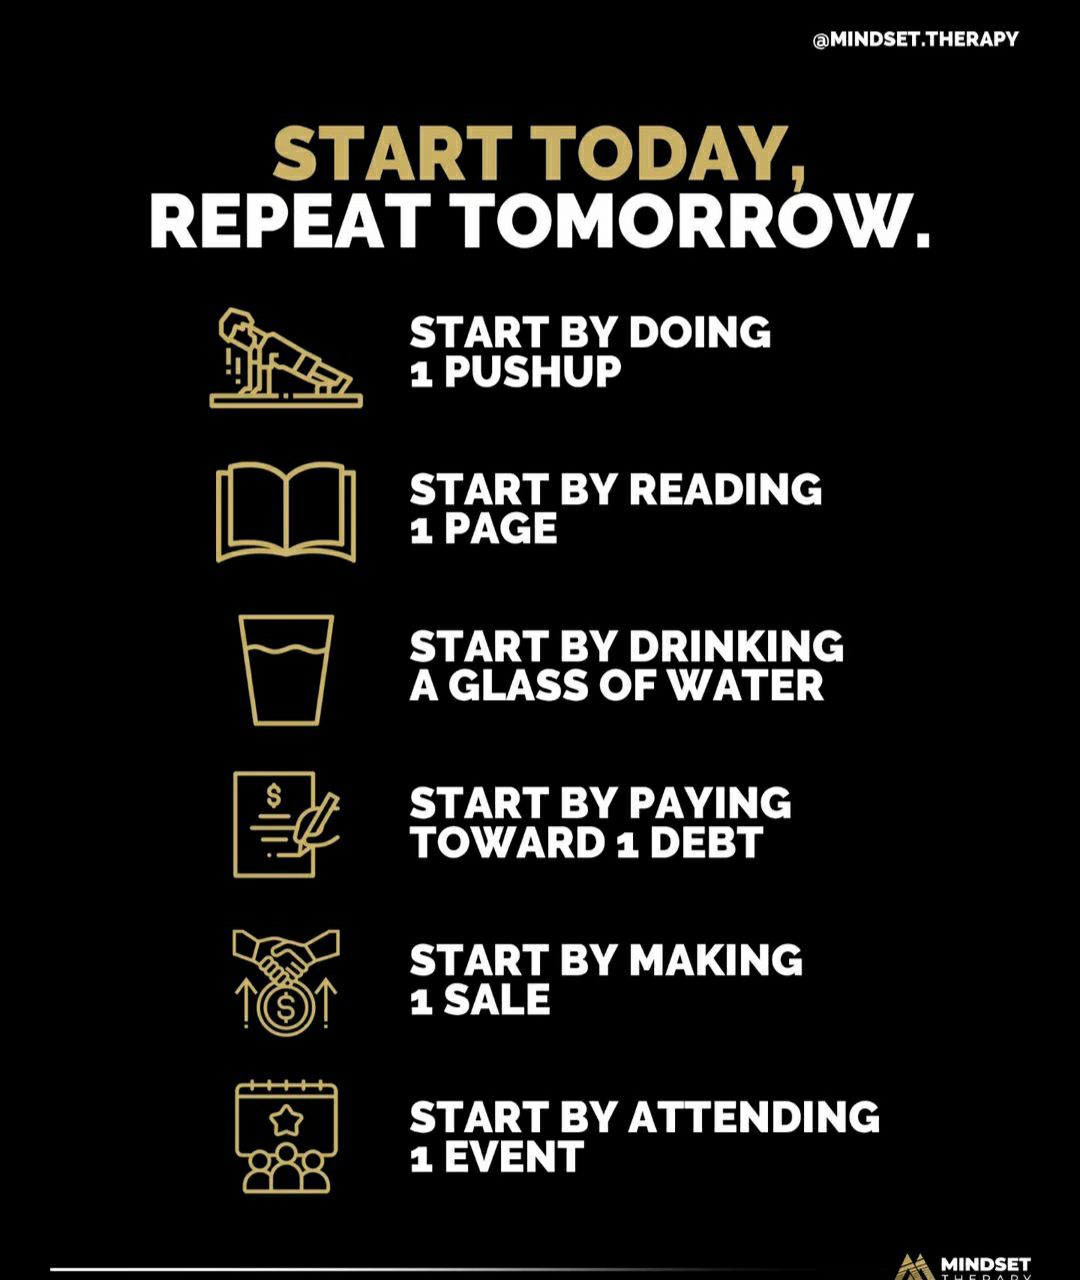 @MINDSET.THERAPY
START TODAY,
REPEAT TOMORROW.
START BY DOING
1 PUSHUP
START BY READING
1 PAGE
START BY DRINKING
A GLASS OF WATER
$
START BY PAYING
TOWARD 1 DEBT
$
START BY MAKING
1 SALE
START BY ATTENDING
1 EVENT
MINDSET
THERAPY